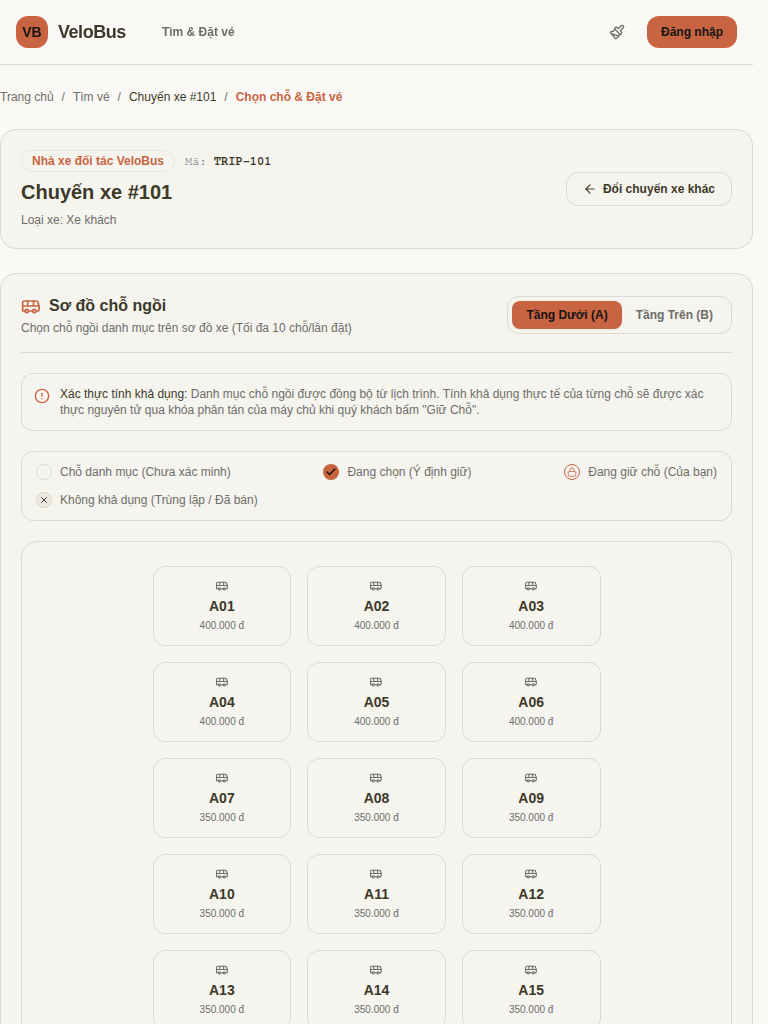 VB VeloBus Tìm & Đặt vé Đăng nhập
Trang chủ / Tìm vé / Chuyến xe #101 / Chọn chỗ & Đặt vé
Nhà xe đối tác VeloBus Mã: TRIP-101
Chuyến xe #101
Đổi chuyến xe khác
Loại xe: Xe khách
Sơ đồ chỗ ngồi
Chọn chỗ ngồi danh mục trên sơ đồ xe (Tối đa 10 chỗ/lần đặt)
Tầng Dưới (A) Tầng Trên (B)
Xác thực tính khả dụng: Danh mục chỗ ngồi được đồng bộ từ lịch trình. Tính khả dụng thực tế của từng chỗ sẽ được xác
thực nguyên tử qua khóa phân tán của máy chủ khi quý khách bấm "Giữ Chỗ".
Chỗ danh mục (Chưa xác minh) Đang chọn (Ý định giữ) Đang giữ chỗ (Của bạn)
Không khả dụng (Trùng lặp / Đã bán)
A01 A02 A03
400.000 đ 400.000 đ 400.000 đ
A04 A05 A06
400.000 đ 400.000 đ 400.000 đ
A07 A08 A09
350.000 đ 350.000 đ 350.000 đ
A10 A11 A12
350.000 đ 350.000 đ 350.000 đ
A13 A14 A15
350.000 đ 350.000 đ 350.000 đ